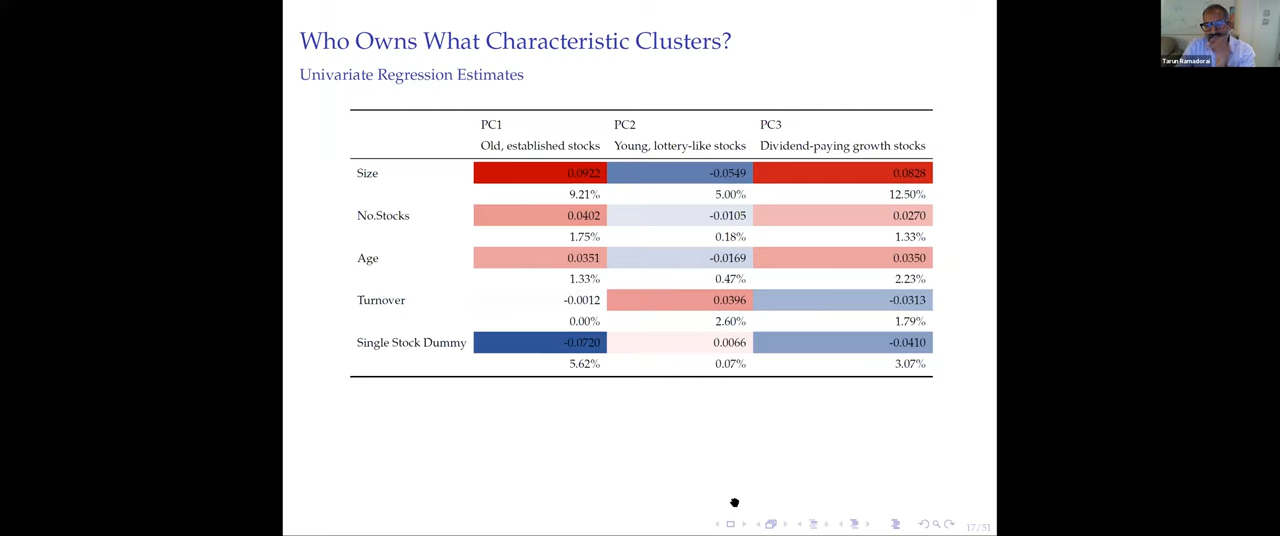 Who Owns What Characteristic Clusters?
Univariate Regression Estimates
Tarun Ramadorai
PC1 PC2 PC3
Old, established stocks Young, lottery-like stocks Dividend-paying growth stocks
Size 0.0922 -0.0549 0.0828
9.21% 5.00% 12.50%
No.Stocks 0.0402 -0.0105 0.0270
1.75% 0.18% 1.33%
Age 0.0351 -0.0169 0.0350
1.33% 0.47% 2.23%
Turnover -0.0012 0.0396 -0.0313
0.00% 2.60% 1.79%
Single Stock Dummy -0.0720 0.0066 -0.0410
5.62% 0.07% 3.07%
17/51